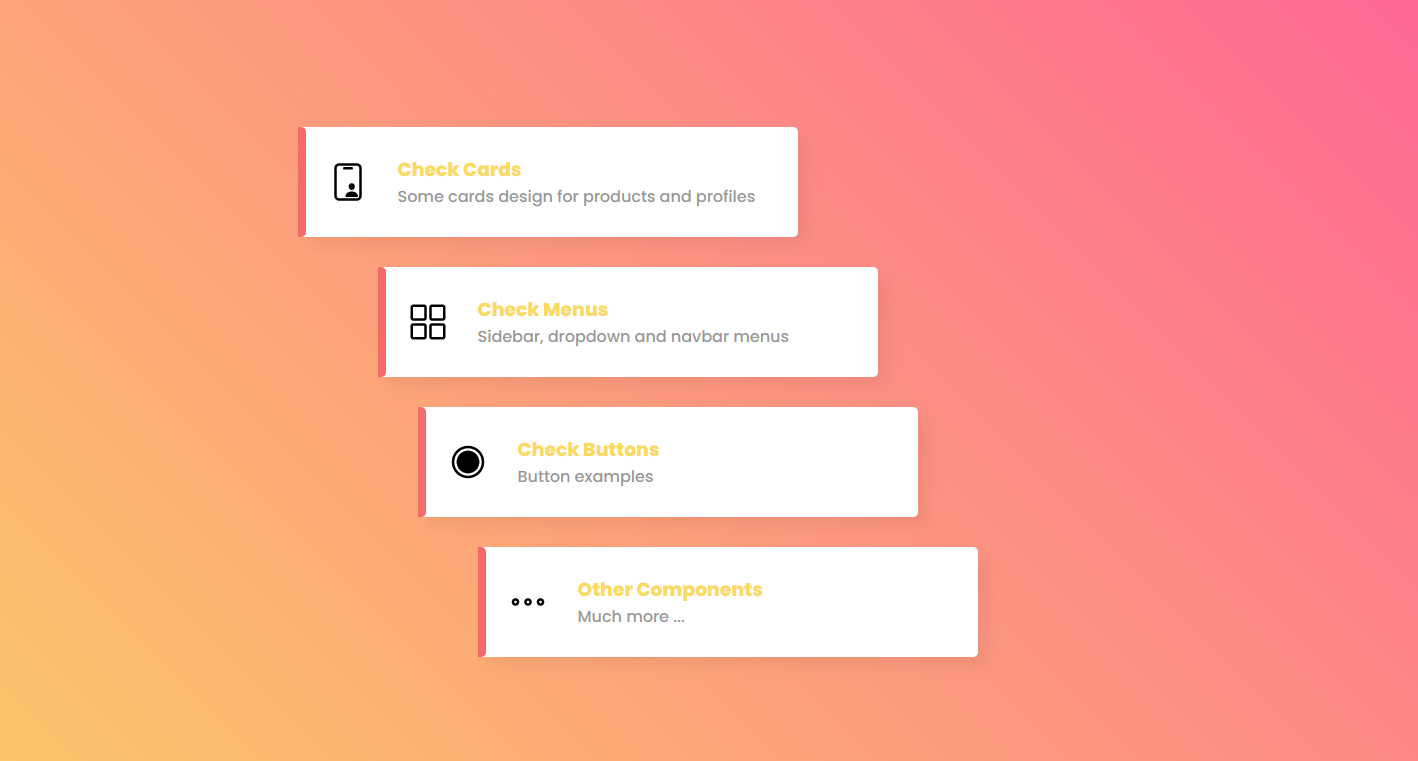 Check Cards
Some cards design for products and profiles
Check Menus
Sidebar, dropdown and navbar menus
Check Buttons
Button examples
Other Components
Much more ...